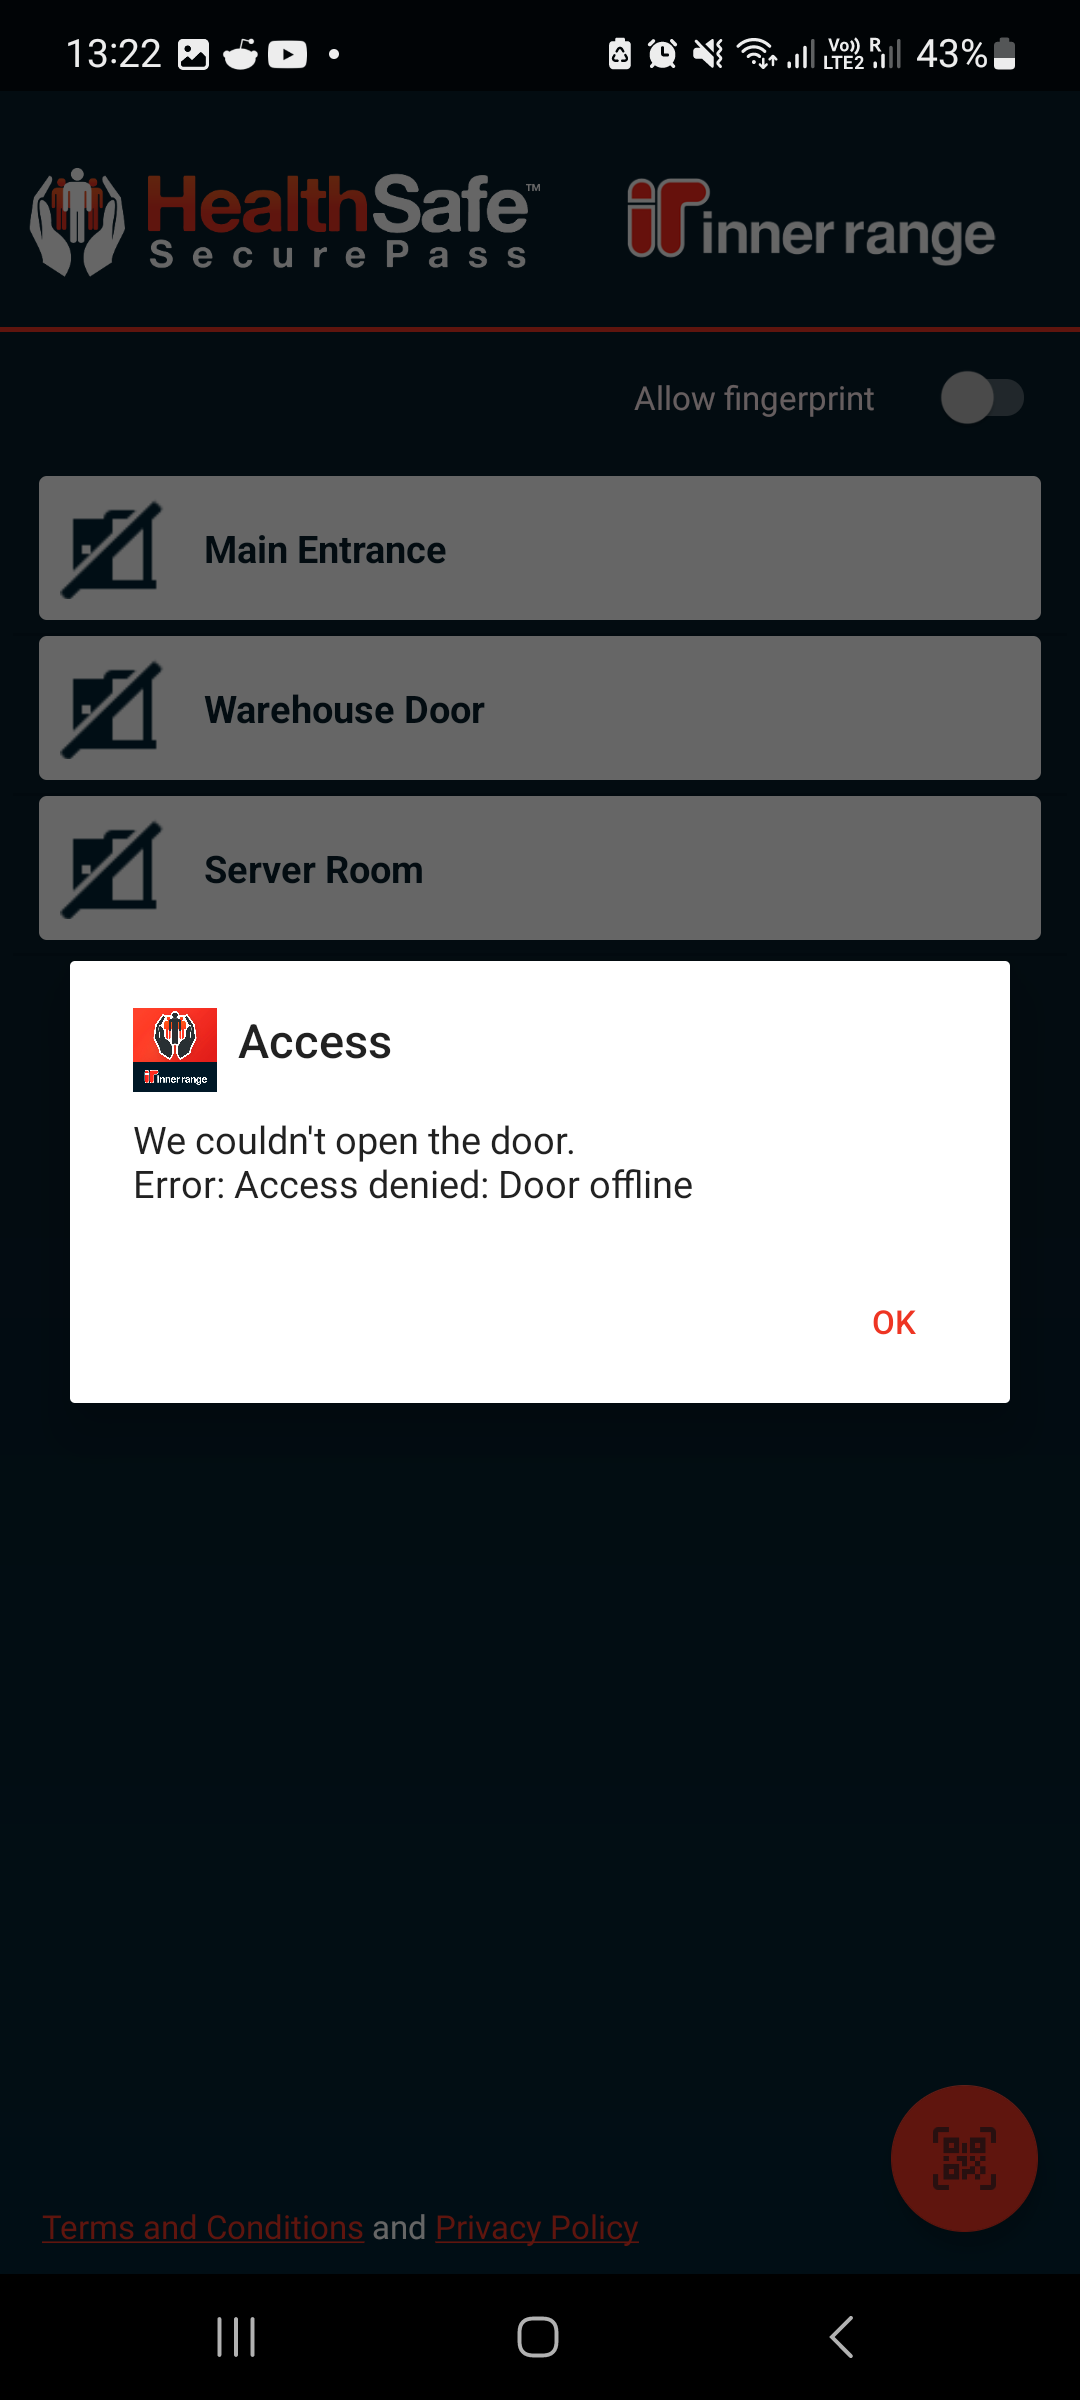 13:22
Vo)) R
LTE2
43%
HealthSafe™
SecurePass
inner range
Allow fingerprint
Main Entrance
Warehouse Door
Server Room
inner range
Access
We couldn't open the door.
Error: Access denied: Door offline
OK
Terms and Conditions and Privacy Policy